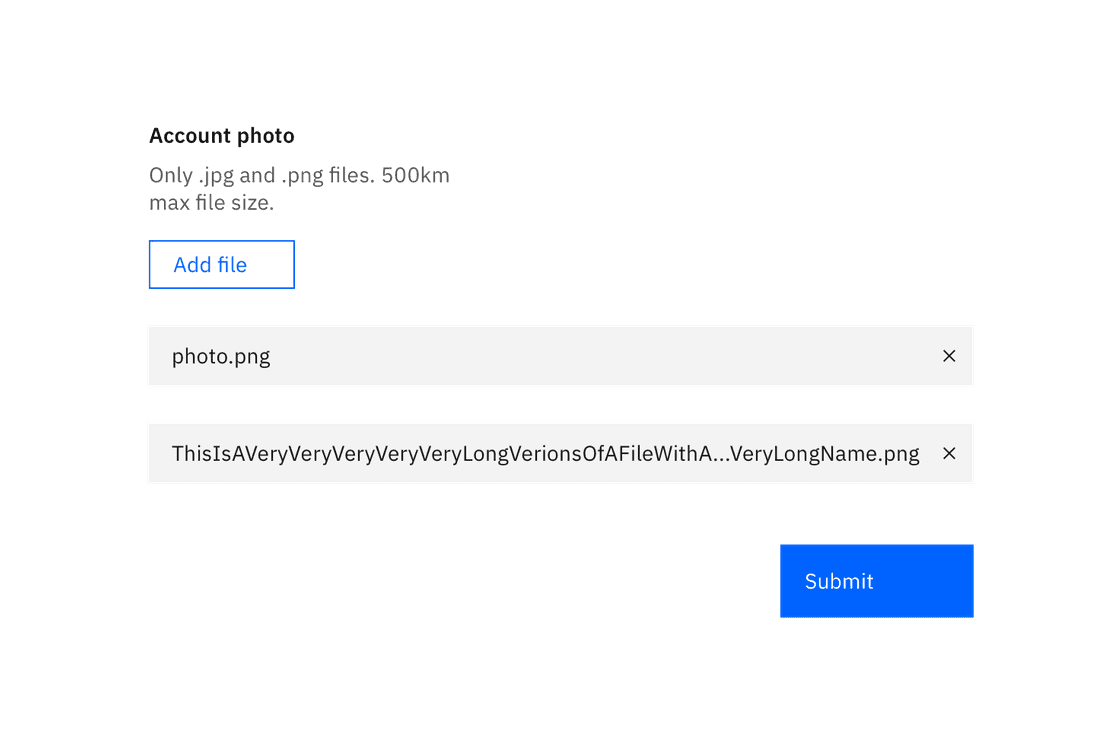 Account photo
Only .jpg and .png files. 500km
max file size.
Add file
photo.png
ThisIsAVeryVeryVeryVeryVeryLongVerionsOfAFileWithA...VeryLongName.png
Submit